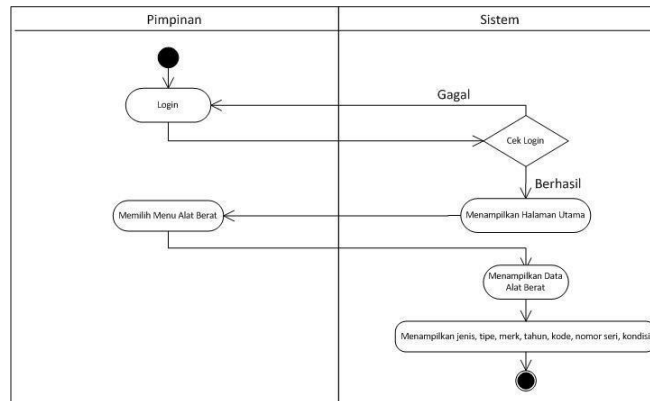 Pimpinan
Sistem
Login
Gagal
Cek Login
Berhasil
Memilih Menu Alat Berat
Menampilkan Halaman Utama
Menampilkan Data
Alat Berat
Menampilkan jenis, tipe, merk, tahun, kode, nomor seri, kondisi